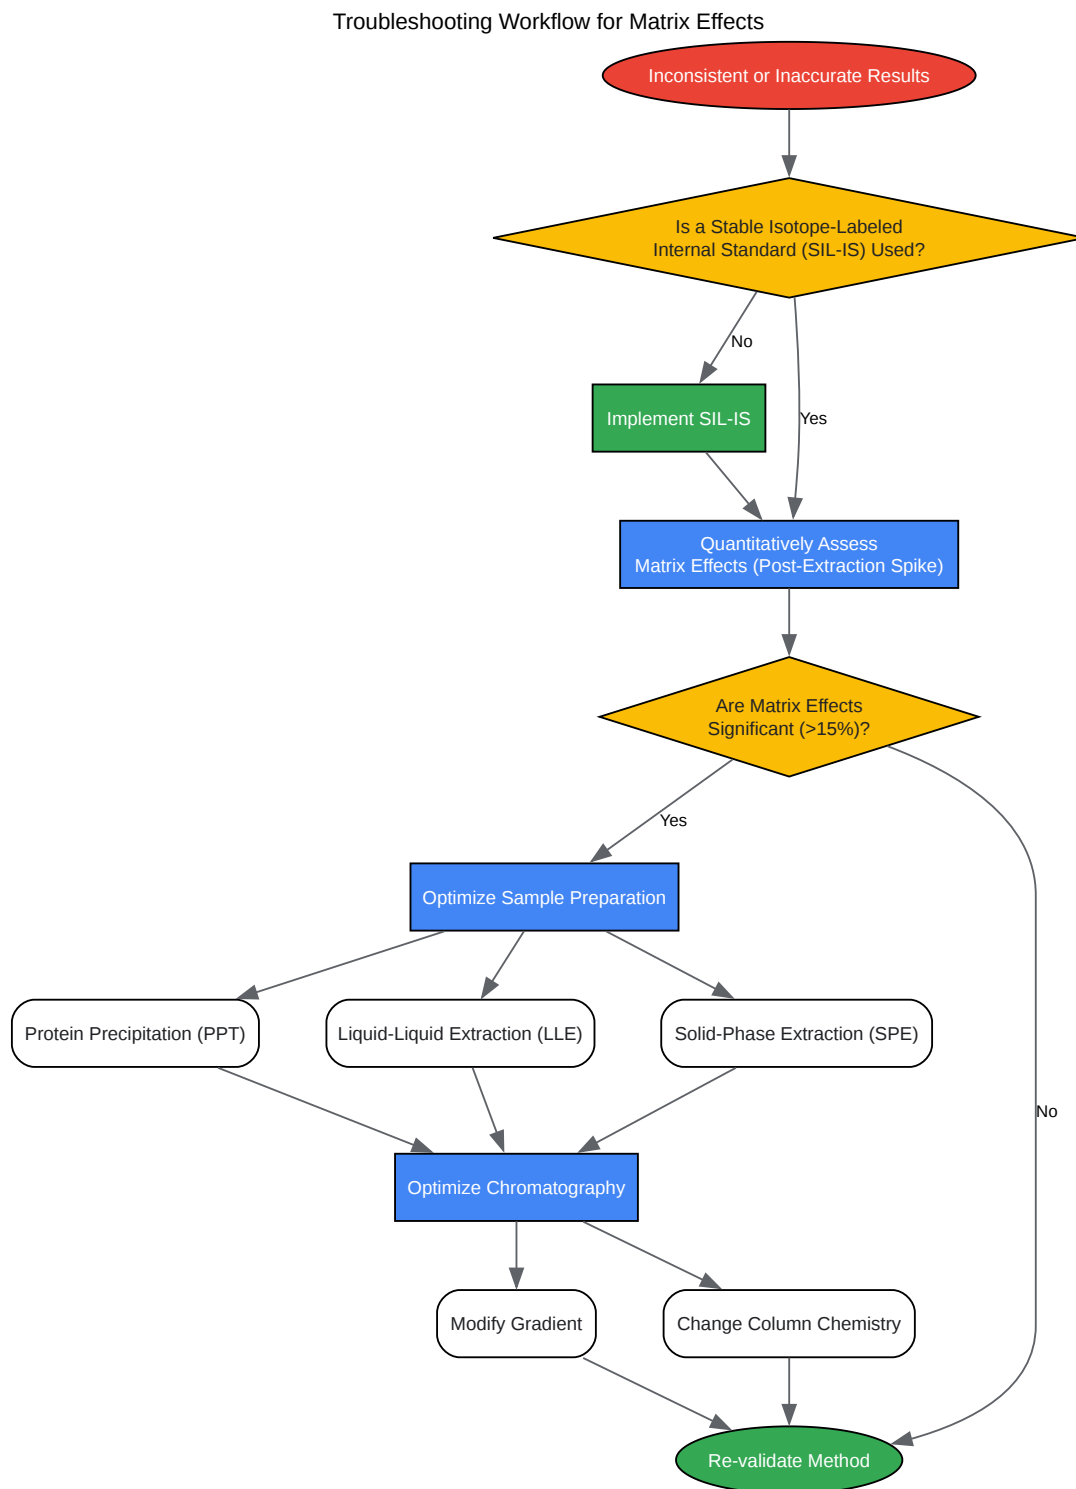 Troubleshooting Workflow for Matrix Effects
Inconsistent or Inaccurate Results
Is a Stable Isotope-Labeled
Internal Standard (SIL-IS) Used?
No
Implement SIL-IS
Yes
Quantitatively Assess
Matrix Effects (Post-Extraction Spike)
Are Matrix Effects
Significant (>15%)?
Yes
Optimize Sample Preparation
Protein Precipitation (PPT)
Liquid-Liquid Extraction (LLE)
Solid-Phase Extraction (SPE)
No
Optimize Chromatography
Modify Gradient
Change Column Chemistry
Re-validate Method